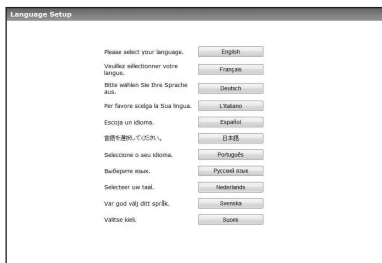 Language Setup
Please select your language.
English
Veuillez sélectionner votre
langue.
Français
Bitte wählen Sie Ihre Sprache
aus.
Deutsch
Per favore scelga la Sua lingua.
L'Italiano
Escoja un idioma.
Español
言語を選択してください。
日本語
Seleccione o seu idioma.
Português
Выберите язык.
Русский язык
Selecteer uw taal.
Nederlands
Var god välj ditt språk.
Svenska
Valitse kieli.
Suomi